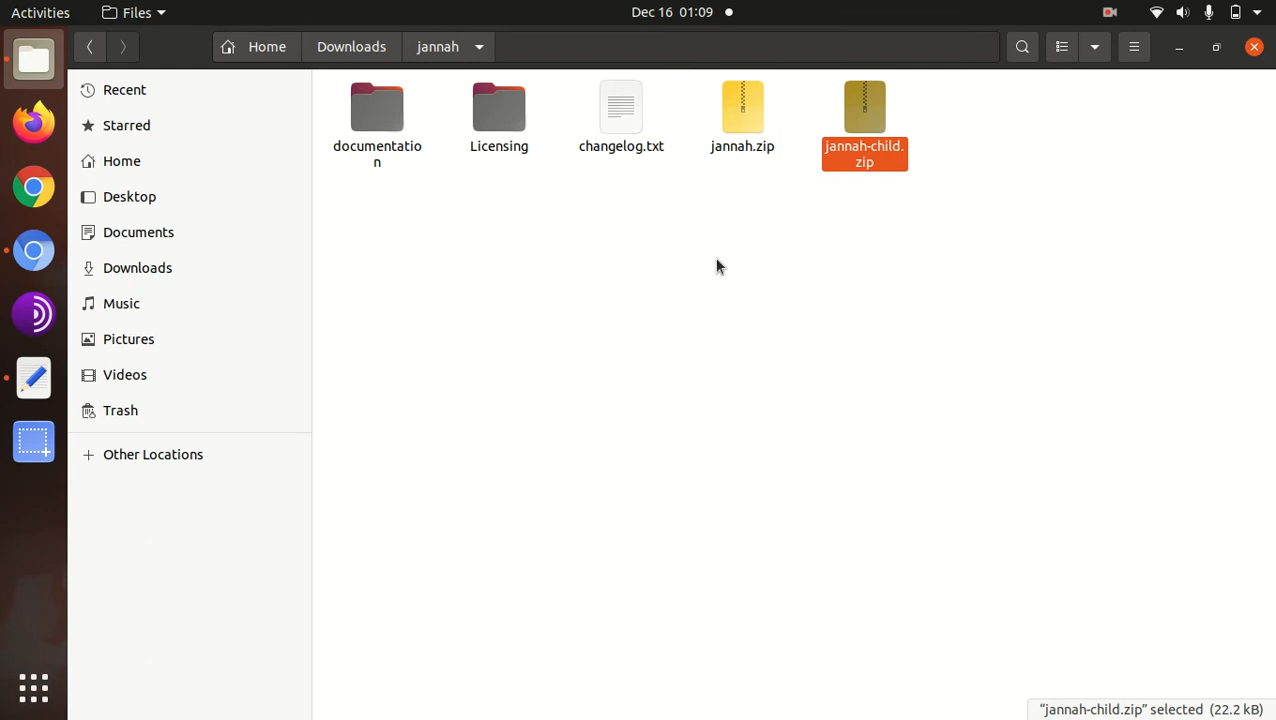 Activities Files Dec 16 01:09
Home Downloads jannah
Recent
Starred
Home
Desktop
Documents
Downloads
Music
Pictures
Videos
Trash
Other Locations
documentatio
n
Licensing
changelog.txt
jannah.zip
jannah-child.
zip
“jannah-child.zip” selected (22.2 kB)